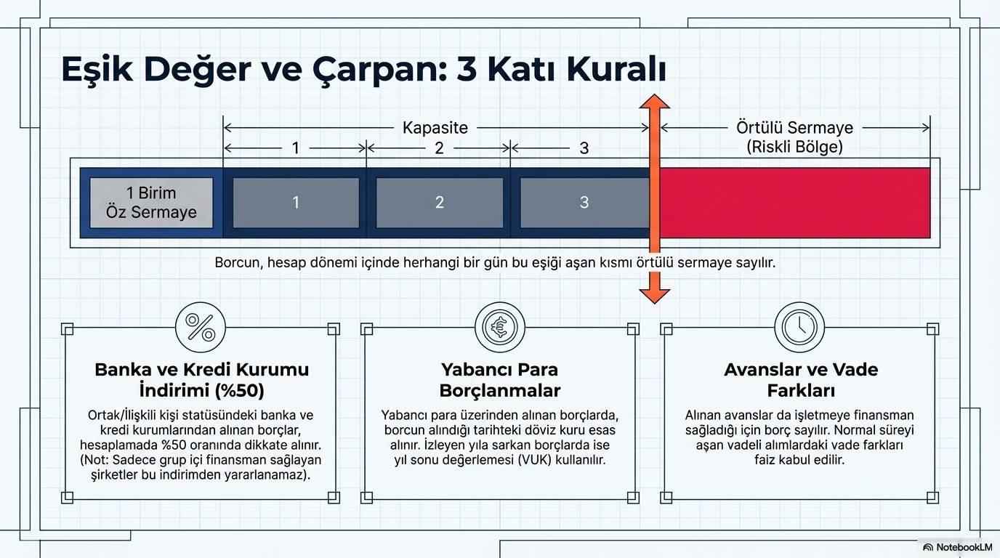 Eşik Değer ve Çarpan: 3 Katı Kuralı
Kapasite
Örtülü Sermaye
(Riskli Bölge)
1
2
3
1 Birim
Öz Sermaye
1
2
3
Borcun, hesap dönemi içinde herhangi bir gün bu eşiği aşan kısmı örtülü sermaye sayılır.
Banka ve Kredi Kurumu
İndirimi (%50)
Ortak/İlişkili kişi statüsündeki banka ve
kredi kurumlarından alınan borçlar,
hesaplamada %50 oranında dikkate alınır.
(Not: Sadece grup içi finansman sağlayan
şirketler bu indirimden yararlanamaz).
Yabancı Para
Borçlanmalar
Yabancı para üzerinden alınan borçlarda,
borcun alındığı tarihteki döviz kuru esas
alınır. İzleyen yıla sarkan borçlarda ise
yıl sonu değerlemesi (VUK) kullanılır.
Avanslar ve Vade
Farkları
Alınan avanslar da işletmeye finansman
sağladığı için borç sayılır. Normal süreyi
aşan vadeli alımlardaki vade farkları
faiz kabul edilir.
NotebookLM